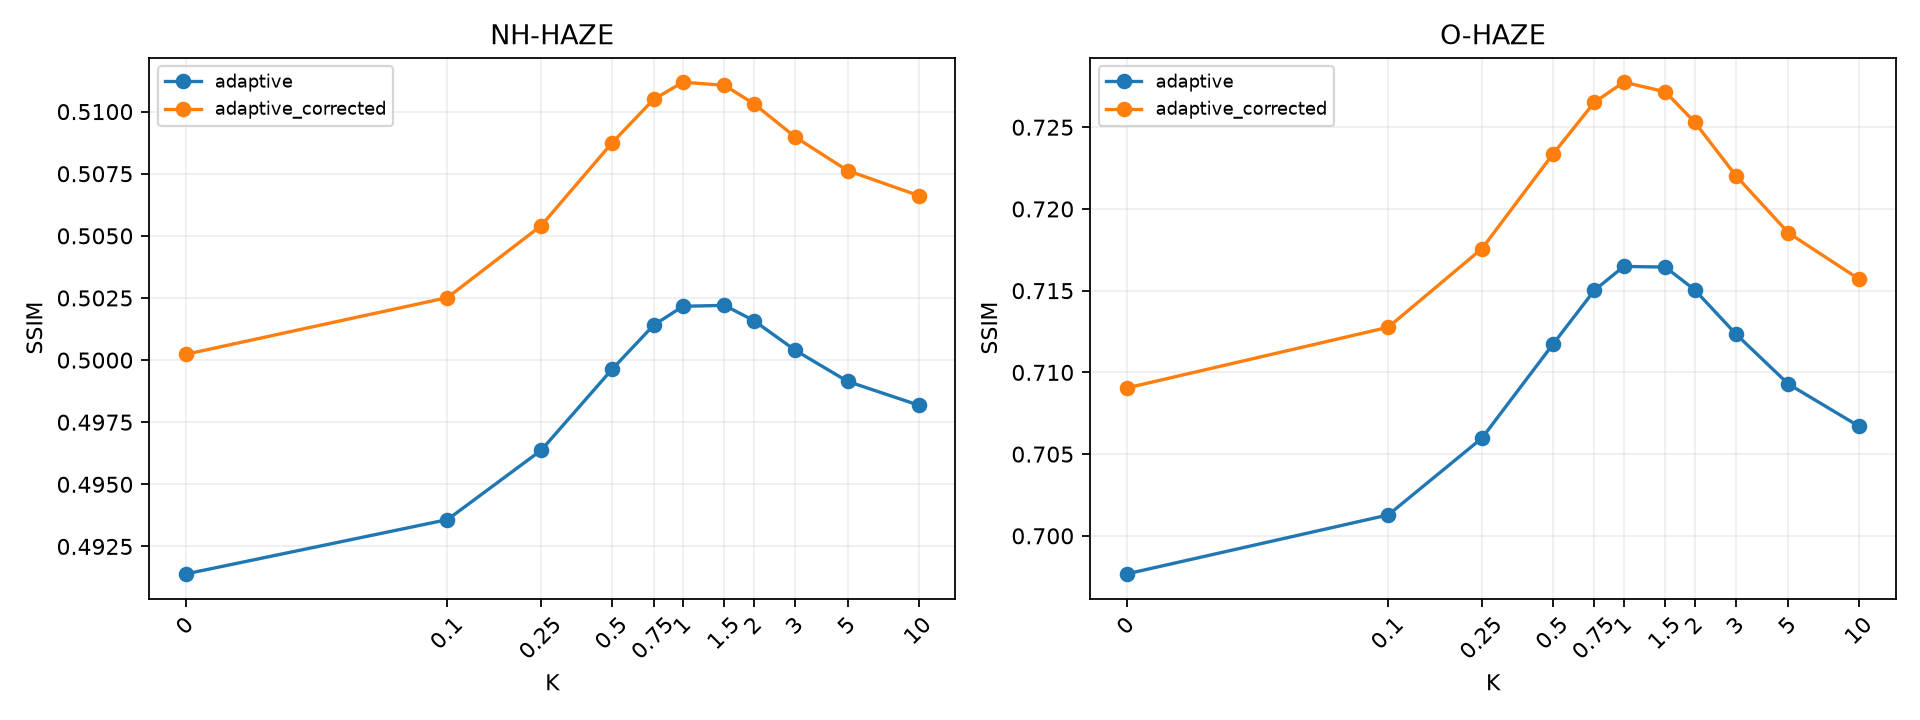 NH-HAZE
adaptive
adaptive_corrected
0.5100
0.5075
0.5050
0.5025
0.5000
0.4975
0.4950
0.4925
SSIM
0 0.1 0.25 0.5 0.75 1 1.5 2 3 5 10
K
O-HAZE
adaptive
adaptive_corrected
0.725
0.720
0.715
0.710
0.705
0.700
SSIM
0 0.1 0.25 0.5 0.75 1 1.5 2 3 5 10
K